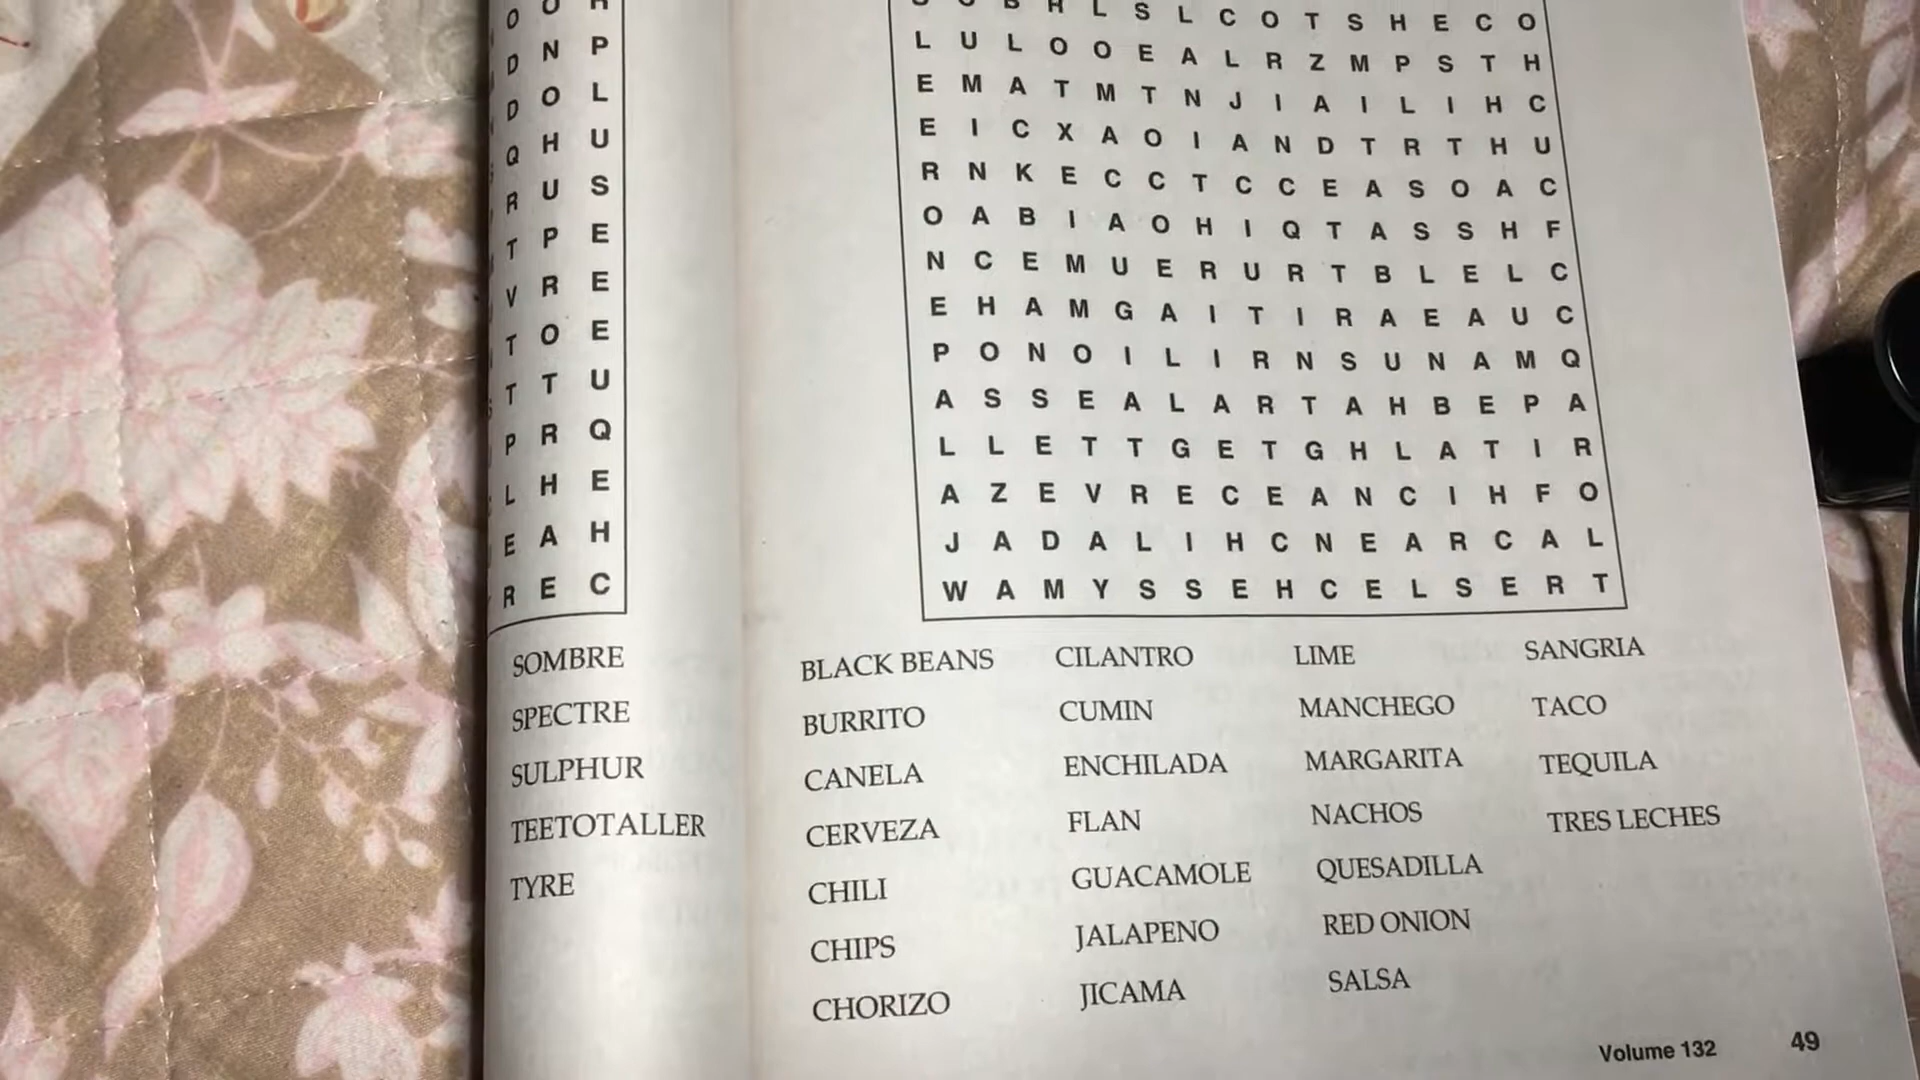 O O H
D N P
D O L
Q H U
R U S
T P E
V R E
T O E
T T U
P R Q
L H E
E A H
R E C
SOMBRE
SPECTRE
SULPHUR
TEETOTALLER
TYRE
B H L S L C O T S H E C O
L U L O O E A L R Z M P S T H
E M A T M T N J I A I L I H C
E I C X A O I A N D T R T H U
R N K E C C T C C E A S O A C
O A B I A O H I Q T A S S H F
N C E M U E R U R T B L E L C
E H A M G A I T I R A E A U C
P O N O I L I R N S U N A M Q
A S S E A L A R T A H B E P A
L L E T T G E T G H L A T I R
A Z E V R E C E A N C I H F O
J A D A L I H C N E A R C A L
W A M Y S S E H C E L S E R T
BLACK BEANS
BURRITO
CANELA
CERVEZA
CHILI
CHIPS
CHORIZO
CILANTRO
CUMIN
ENCHILADA
FLAN
GUACAMOLE
JALAPENO
JICAMA
LIME
MANCHEGO
MARGARITA
NACHOS
QUESADILLA
RED ONION
SALSA
SANGRIA
TACO
TEQUILA
TRES LECHES
Volume 132 49